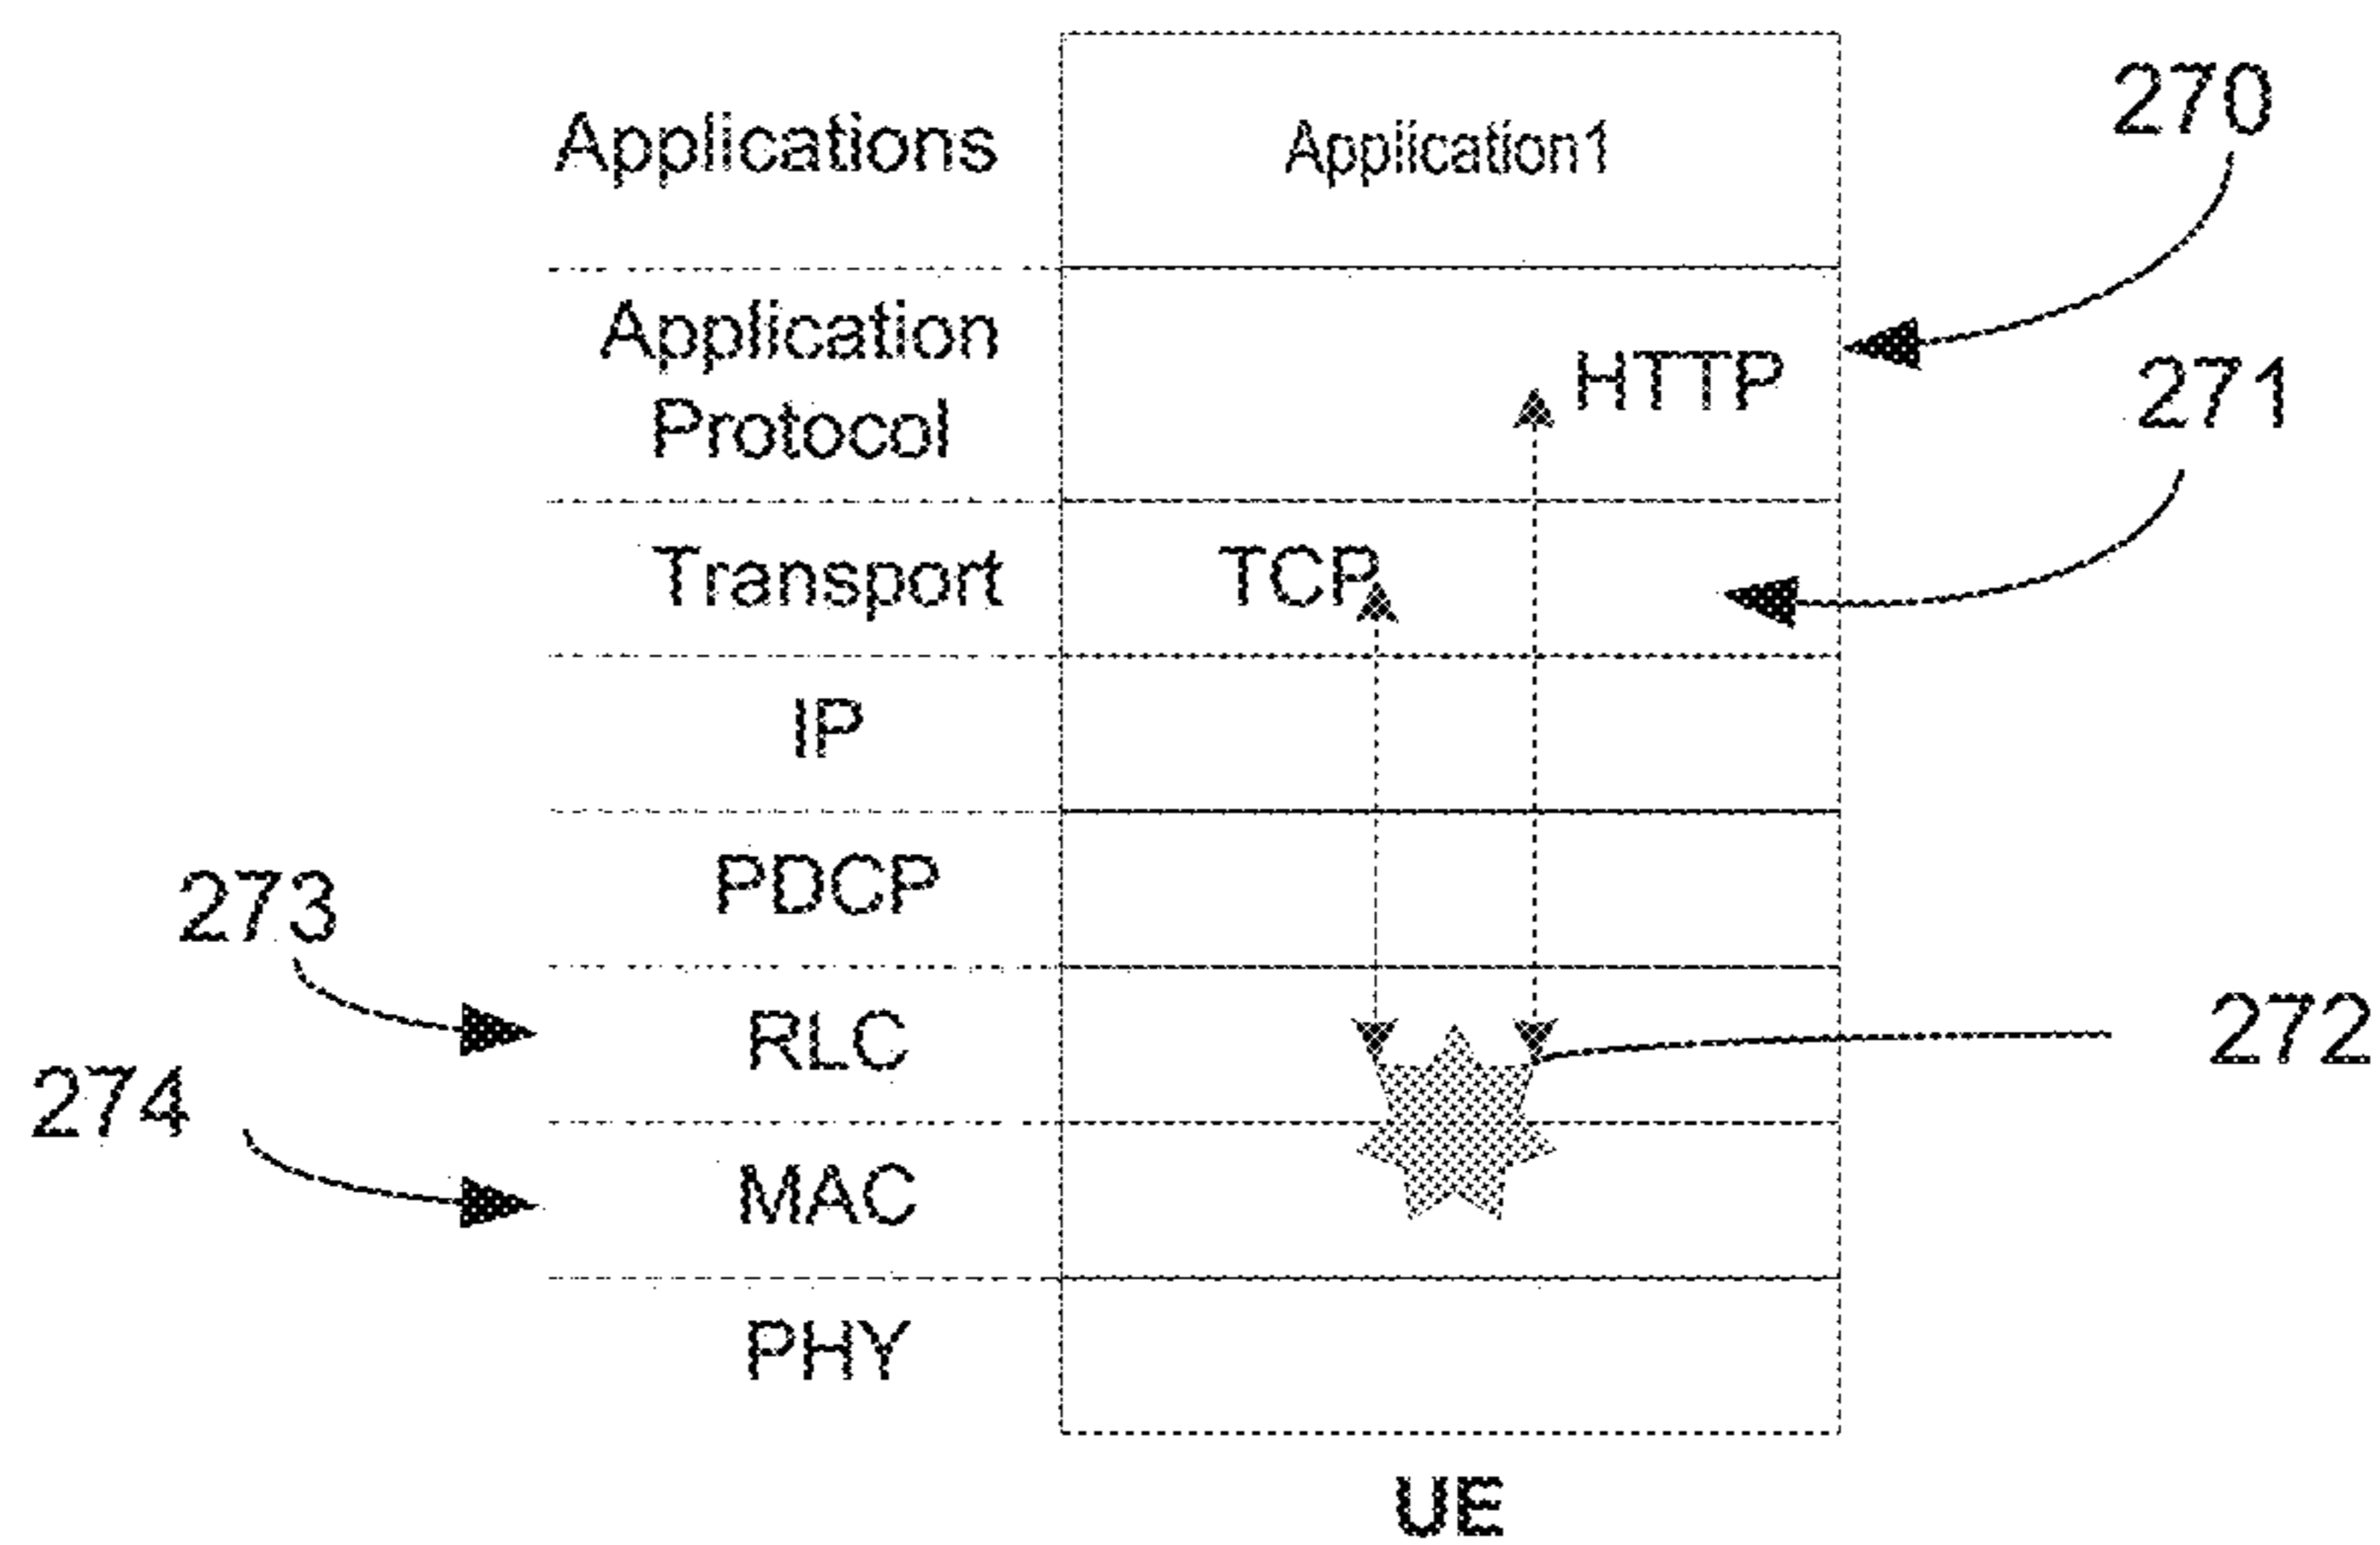 Applications
Application1
270
Application
Protocol
HTTP
271
Transport
TCP
IP
273
PDCP
274
RLC
272
MAC
PHY
UE